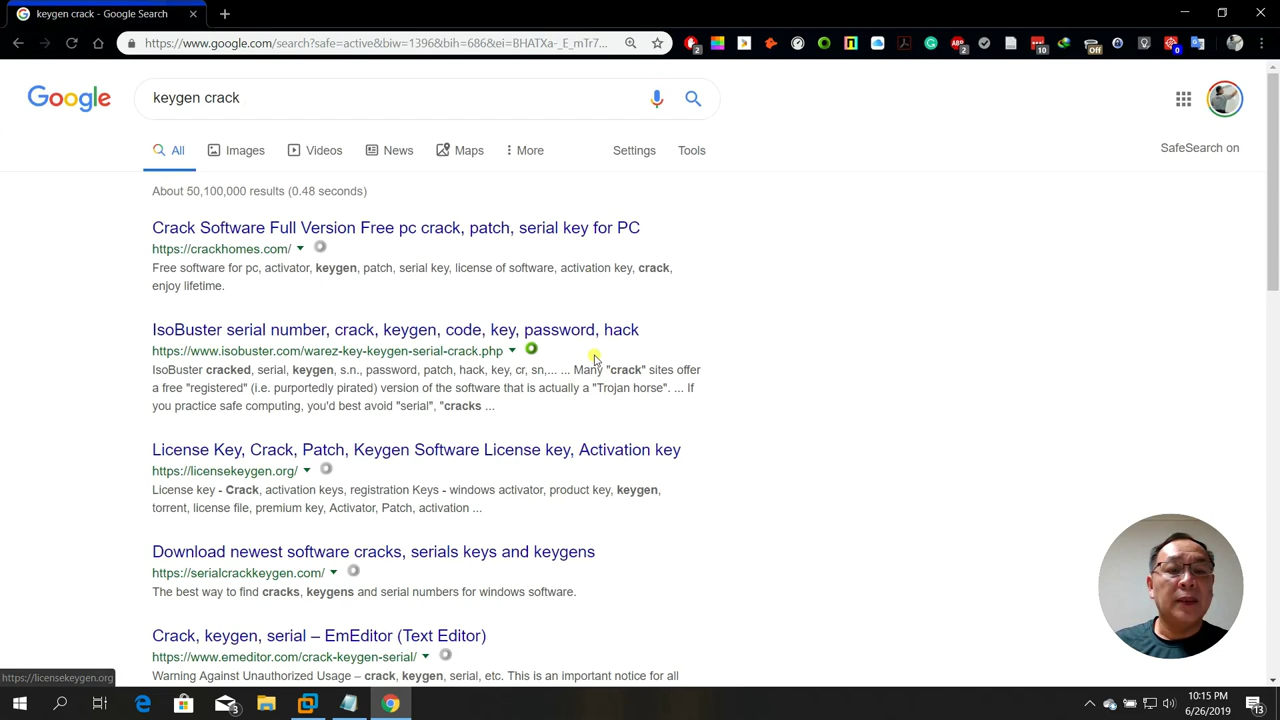 keygen crack - Google Search
https://www.google.com/search?safe=active&biw=1396&bih=686&ei=BHATXa-_E_mTr7...
Google
keygen crack
All
Images
Videos
News
Maps
More
Settings
Tools
SafeSearch on
About 50,100,000 results (0.48 seconds)
Crack Software Full Version Free pc crack, patch, serial key for PC
https://crackhomes.com/
Free software for pc, activator, keygen, patch, serial key, license of software, activation key, crack,
enjoy lifetime.
IsoBuster serial number, crack, keygen, code, key, password, hack
https://www.isobuster.com/warez-key-keygen-serial-crack.php
IsoBuster cracked, serial, keygen, s.n., password, patch, hack, key, cr, sn,... ... Many "crack" sites offer
a free "registered" (i.e. purportedly pirated) version of the software that is actually a "Trojan horse". ... If
you practice safe computing, you'd best avoid "serial", "cracks ...
License Key, Crack, Patch, Keygen Software License key, Activation key
https://licensekeygen.org/
License key - Crack, activation keys, registration Keys - windows activator, product key, keygen,
torrent, license file, premium key, Activator, Patch, activation ...
Download newest software cracks, serials keys and keygens
https://serialcrackkeygen.com/
The best way to find cracks, keygens and serial numbers for windows software.
Crack, keygen, serial – EmEditor (Text Editor)
https://www.emeditor.com/crack-keygen-serial/
Warning Against Unauthorized Usage – crack, keygen, serial, etc. This is an important notice for all
https://licensekeygen.org
10:15 PM
6/26/2019